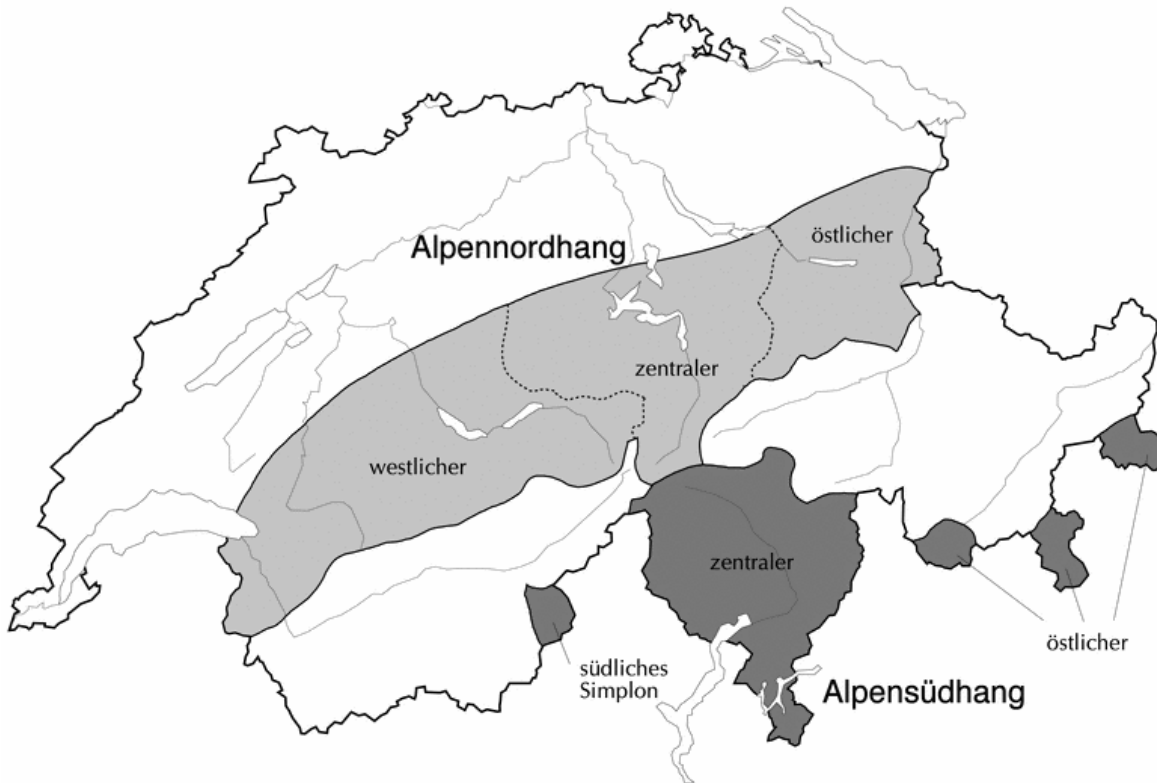 östlicher
Alpennordhang
zentraler
westlicher
zentraler
östlicher
südliches
Simplon
Alpensüdhang